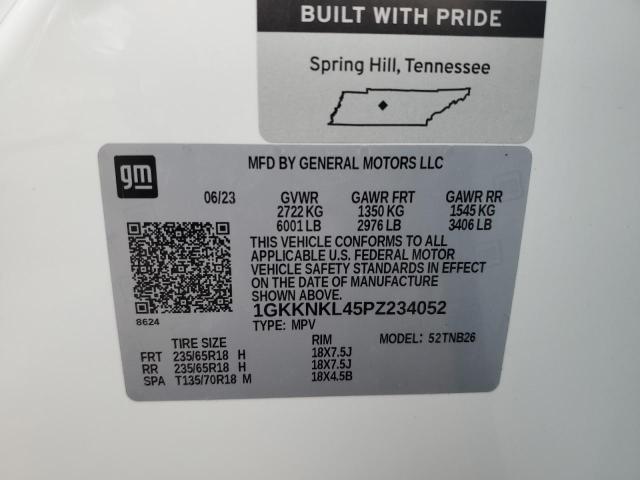 BUILT WITH PRIDE
Spring Hill, Tennessee
gm
MFD BY GENERAL MOTORS LLC
06/23 GVWR GAWR FRT GAWR RR
2722 KG 1350 KG 1545 KG
6001 LB 2976 LB 3406 LB
THIS VEHICLE CONFORMS TO ALL
APPLICABLE U.S. FEDERAL MOTOR
VEHICLE SAFETY STANDARDS IN EFFECT
ON THE DATE OF MANUFACTURE
SHOWN ABOVE.
8624
1GKKNKL45PZ234052
TYPE: MPV MODEL: 52TNB26
TIRE SIZE RIM
FRT 235/65R18 H 18X7.5J
RR 235/65R18 H 18X7.5J
SPA T135/70R18 M 18X4.5B